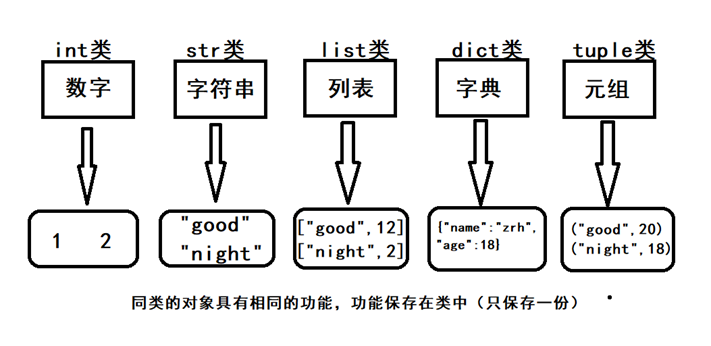 int类 str类 list类 dict类 tuple类
数字 字符串 列表 字典 元组
1 2
"good"
"night"
["good",12]
["night",2]
{"name":"zrh",
"age":18}
("good",20)
("night",18)
同类的对象具有相同的功能，功能保存在类中（只保存一份）